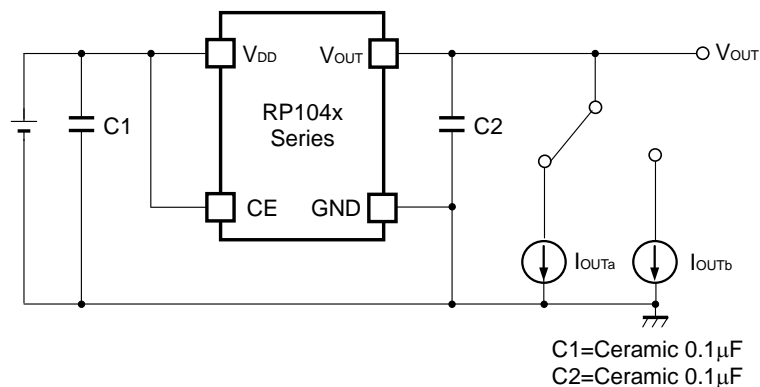 VDD
VOUT
VOUT
RP104x
Series
C1
C2
CE
GND
IOUTa
IOUTb
C1=Ceramic 0.1μF
C2=Ceramic 0.1μF